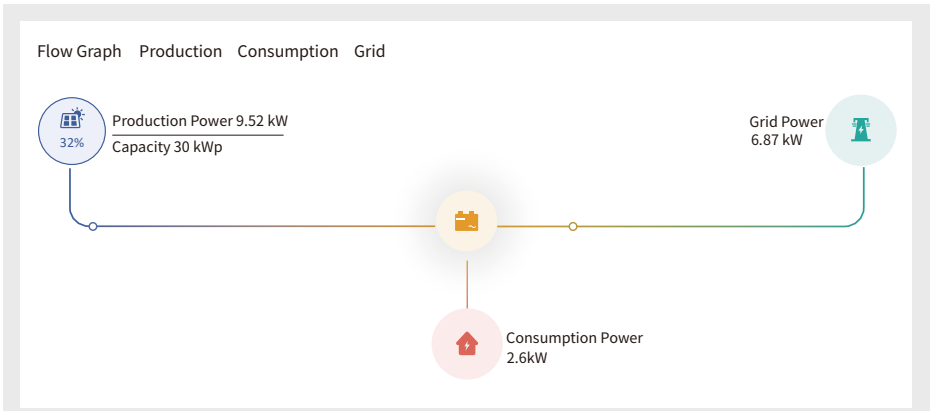 Flow Graph Production Consumption Grid
32%
Production Power 9.52 kW
Capacity 30 kWp
Grid Power
6.87 kW
Consumption Power
2.6kW